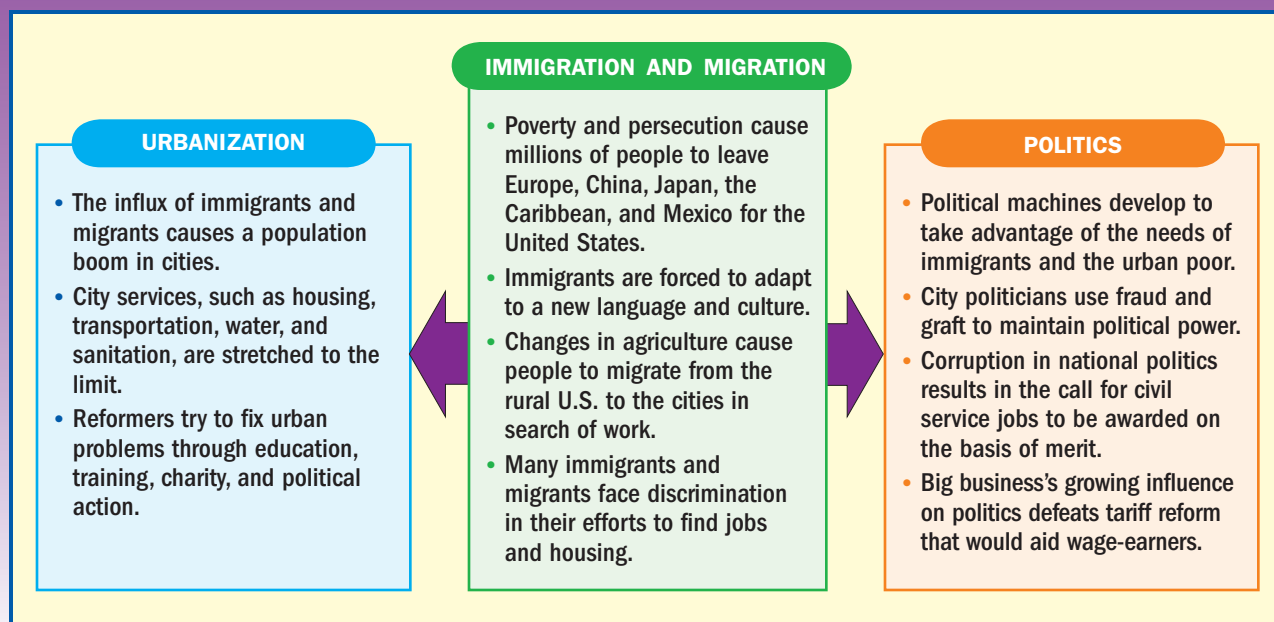 URBANIZATION
• The influx of immigrants and
migrants causes a population
boom in cities.
• City services, such as housing,
transportation, water, and
sanitation, are stretched to the
limit.
• Reformers try to fix urban
problems through education,
training, charity, and political
action.
IMMIGRATION AND MIGRATION
• Poverty and persecution cause
millions of people to leave
Europe, China, Japan, the
Caribbean, and Mexico for the
United States.
• Immigrants are forced to adapt
to a new language and culture.
• Changes in agriculture cause
people to migrate from the
rural U.S. to the cities in
search of work.
• Many immigrants and
migrants face discrimination
in their efforts to find jobs
and housing.
POLITICS
• Political machines develop to
take advantage of the needs of
immigrants and the urban poor.
• City politicians use fraud and
graft to maintain political power.
• Corruption in national politics
results in the call for civil
service jobs to be awarded on
the basis of merit.
• Big business's growing influence
on politics defeats tariff reform
that would aid wage-earners.